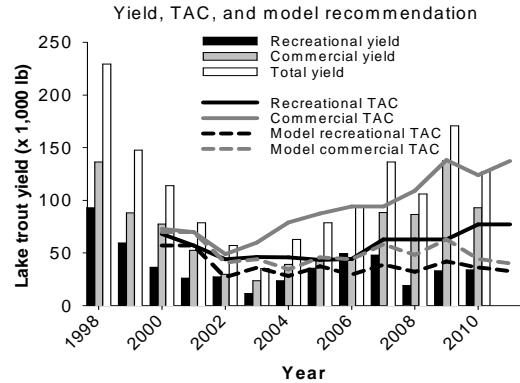 Yield, TAC, and model recommendation
Recreational yield
Commercial yield
Total yield
Recreational TAC
Commercial TAC
Model recreational TAC
Model commercial TAC
Lake trout yield (x 1,000 lb)
250
200
150
100
50
0
1998
2000
2002
2004
2006
2008
2010
Year